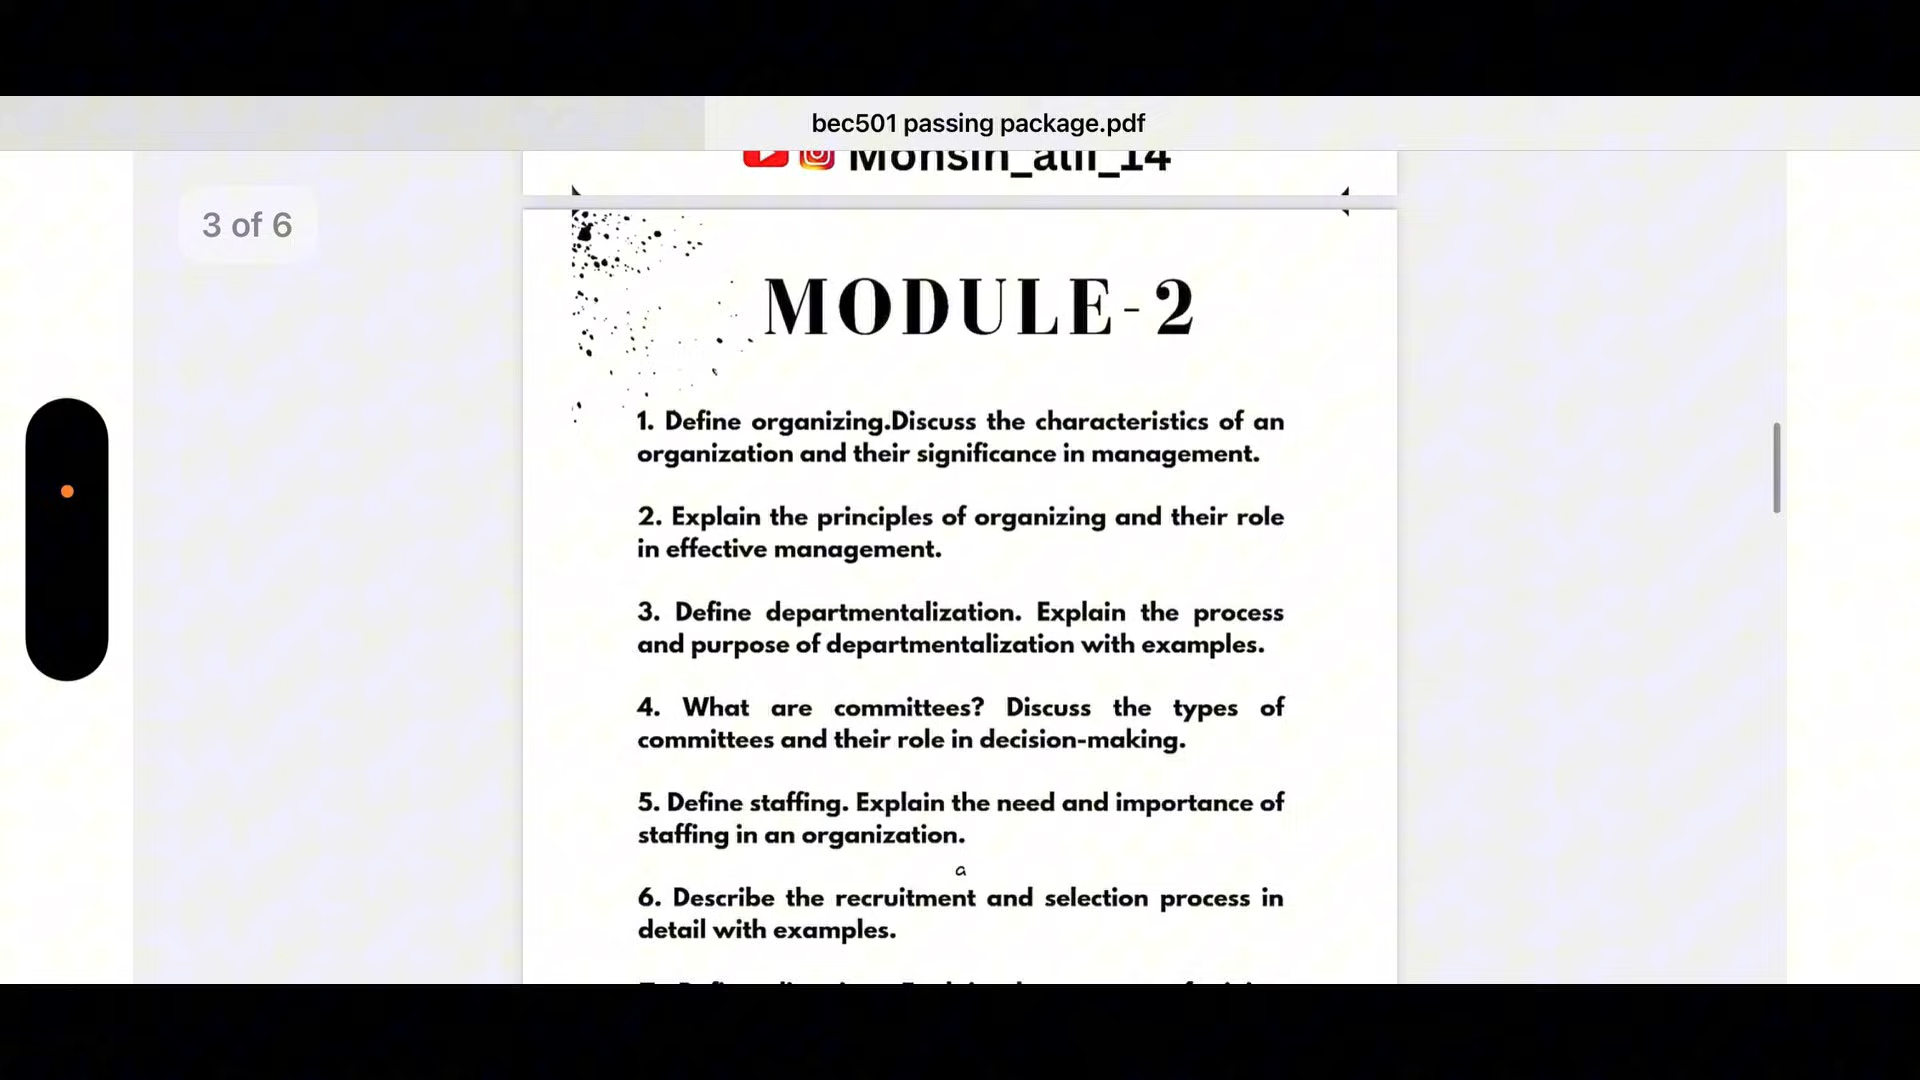 bec501 passing package.pdf
Mohsin_atif_14
3 of 6
MODULE-2
1. Define organizing.Discuss the characteristics of an
organization and their significance in management.
2. Explain the principles of organizing and their role
in effective management.
3. Define departmentalization. Explain the process
and purpose of departmentalization with examples.
4. What are committees? Discuss the types of
committees and their role in decision-making.
5. Define staffing. Explain the need and importance of
staffing in an organization.
a
6. Describe the recruitment and selection process in
detail with examples.